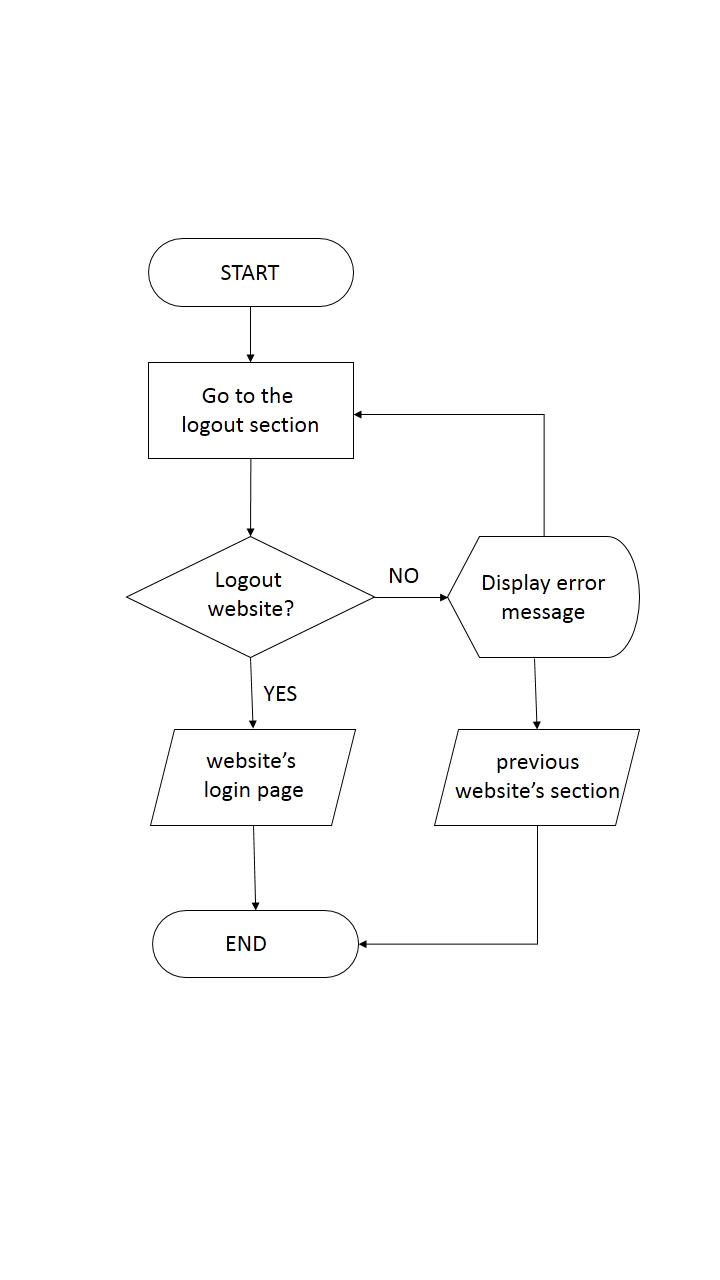 START
Go to the
logout section
Logout
website?
NO
Display error
message
YES
website’s
login page
previous
website’s section
END